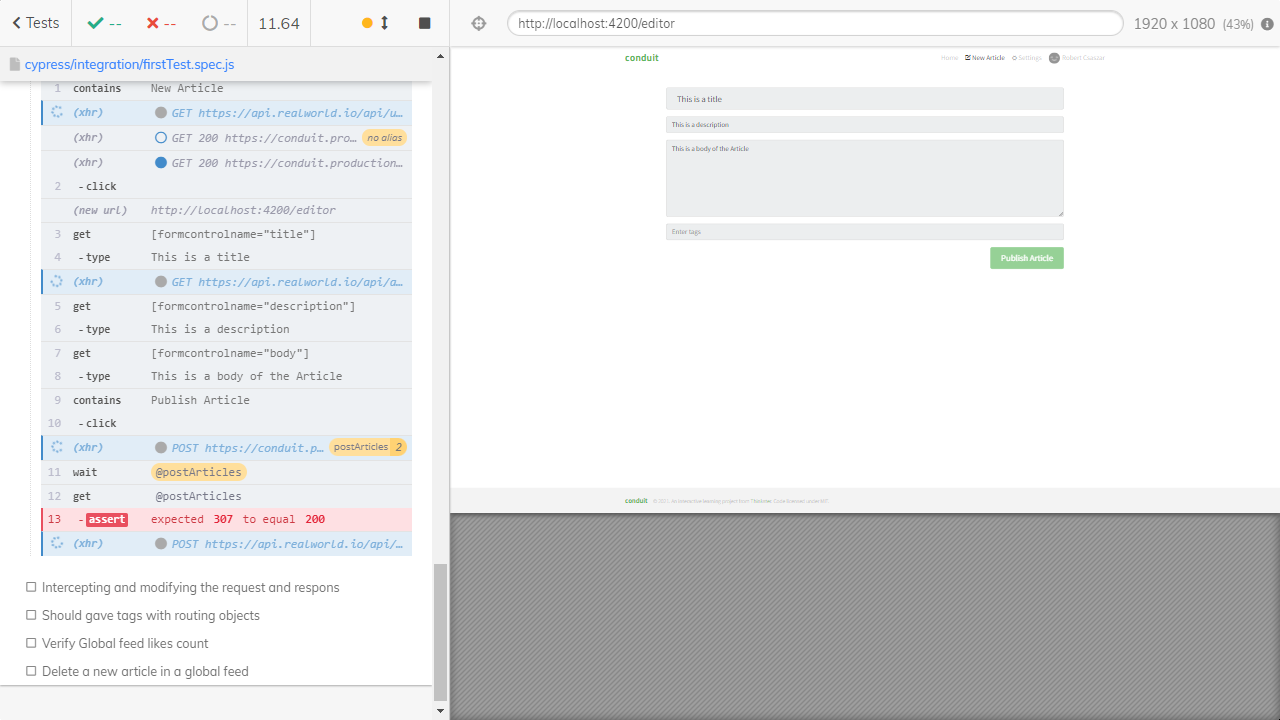 Tests
--
--
--
11.64
http://localhost:4200/editor
1920 x 1080 (43%)
cypress/integration/firstTest.spec.js
1 contains New Article
(xhr) GET https://api.realworld.io/api/u…
(xhr) GET 200 https://conduit.pro… no alias
(xhr) GET 200 https://conduit.production…
2 -click
(new url) http://localhost:4200/editor
3 get [formcontrolname="title"]
4 -type This is a title
(xhr) GET https://api.realworld.io/api/a…
5 get [formcontrolname="description"]
6 -type This is a description
7 get [formcontrolname="body"]
8 -type This is a body of the Article
9 contains Publish Article
10 -click
(xhr) POST https://conduit.p… postArticles 2
11 wait @postArticles
12 get @postArticles
13 -assert expected 307 to equal 200
(xhr) POST https://api.realworld.io/api/…
Intercepting and modifying the request and respons
Should gave tags with routing objects
Verify Global feed likes count
Delete a new article in a global feed
conduit
Home New Article Settings Robert Csaszar
This is a title
This is a description
This is a body of the Article
Enter tags
Publish Article
conduit © 2021. An interactive learning project from Thinkster. Code licensed under MIT.